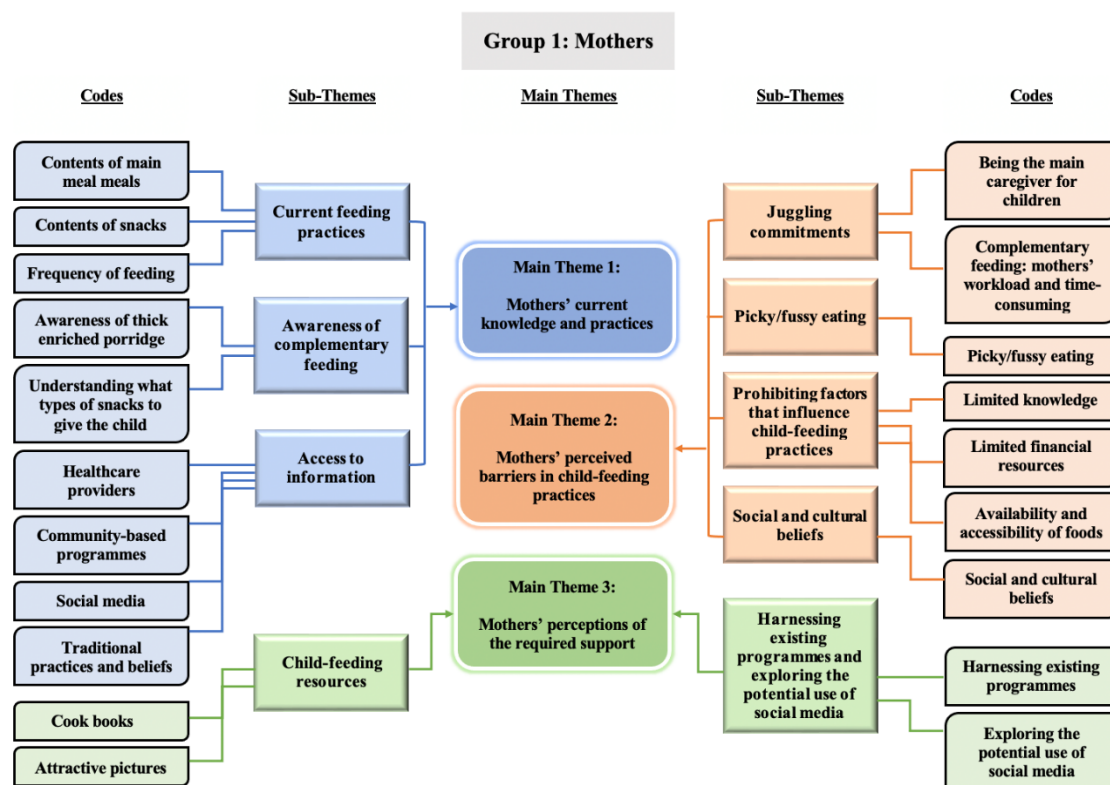 Group 1: Mothers
Codes
Sub-Themes
Main Themes
Sub-Themes
Codes
Contents of main
meal meals
Contents of snacks
Frequency of feeding
Awareness of thick
enriched porridge
Understanding what
types of snacks to
give the child
Healthcare
providers
Community-based
programmes
Social media
Traditional
practices and beliefs
Cook books
Attractive pictures
Current feeding
practices
Awareness of
complementary
feeding
Access to
information
Child-feeding
resources
Main Theme 1:
Mothers’ current
knowledge and practices
Main Theme 2:
Mothers’ perceived
barriers in child-feeding
practices
Main Theme 3:
Mothers’ perceptions
of the required support
Juggling
commitments
Picky/fussy eating
Prohibiting factors
that influence
child-feeding
practices
Social and cultural
beliefs
Harnessing
existing
programmes and
exploring the
potential use of
social media
Being the main
caregiver for
children
Complementary
feeding: mothers’
workload and time-
consuming
Picky/fussy eating
Limited knowledge
Limited financial
resources
Availability and
accessibility of foods
Social and cultural
beliefs
Harnessing existing
programmes
Exploring the
potential use of
social media